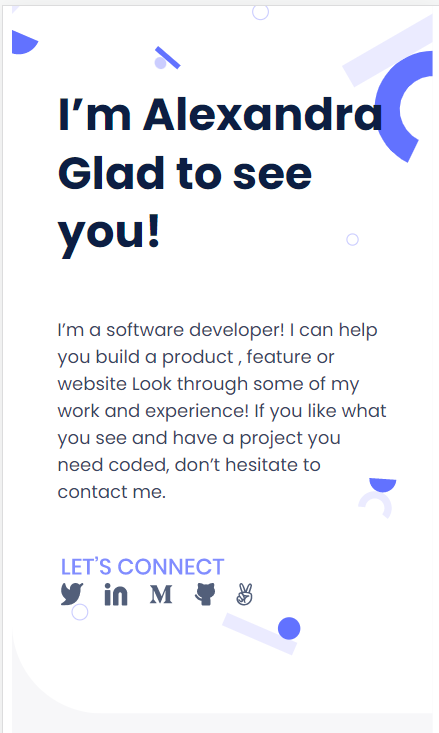 I’m Alexandra
Glad to see
you!
I’m a software developer! I can help
you build a product , feature or
website Look through some of my
work and experience! If you like what
you see and have a project you
need coded, don’t hesitate to
contact me.
LET’S CONNECT